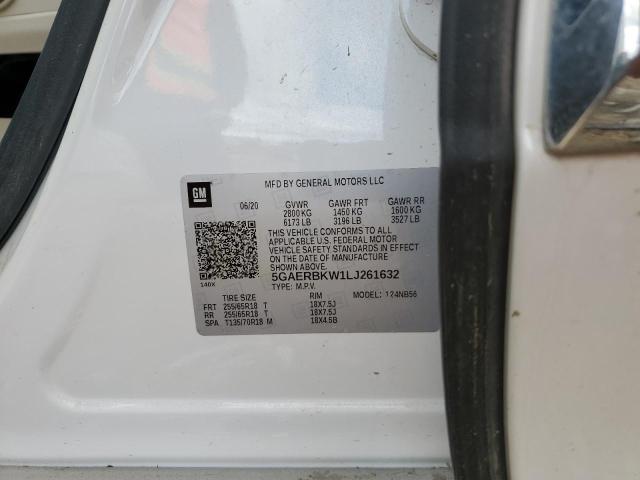 GM
MFD BY GENERAL MOTORS LLC
06/20 GVWR GAWR FRT GAWR RR
2800 KG 1450 KG 1600 KG
6173 LB 3196 LB 3527 LB
THIS VEHICLE CONFORMS TO ALL
APPLICABLE U.S. FEDERAL MOTOR
VEHICLE SAFETY STANDARDS IN
EFFECT ON THE DATE OF MANUFACTURE
SHOWN ABOVE.
5GAERBKW1LJ261632
140X TYPE: M.P.V.
TIRE SIZE RIM MODEL: 124NB56
FRT 255/65R18 T 18X7.5J
RR 255/65R18 T 18X7.5J
SPA T135/70R18 M 18X4.5B